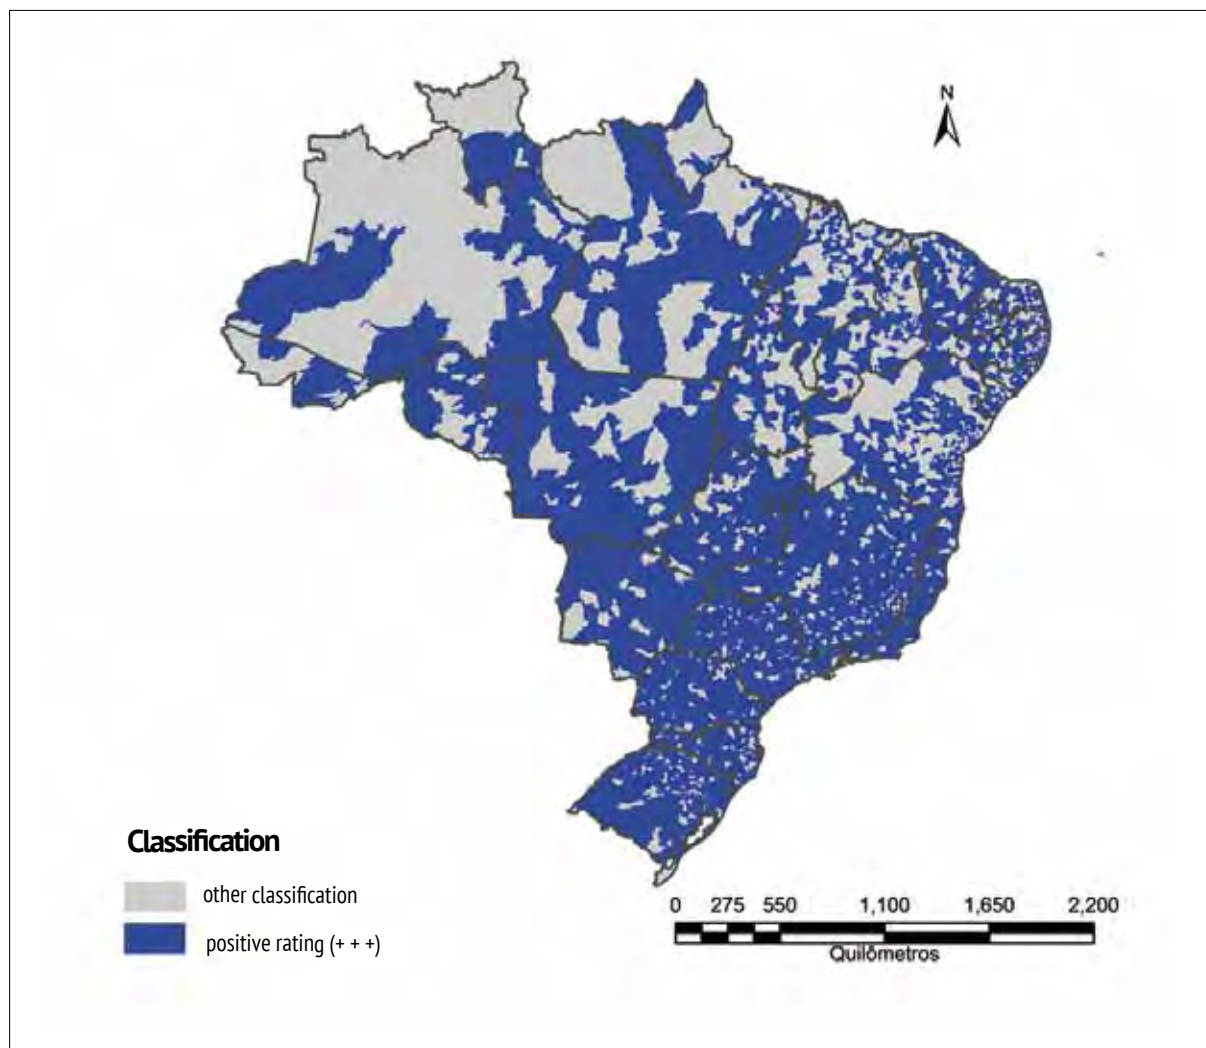 N
L
Classification
other classification
positive rating (+ + +)
0 275 550 1,100 1,650 2,200
Quilômetros